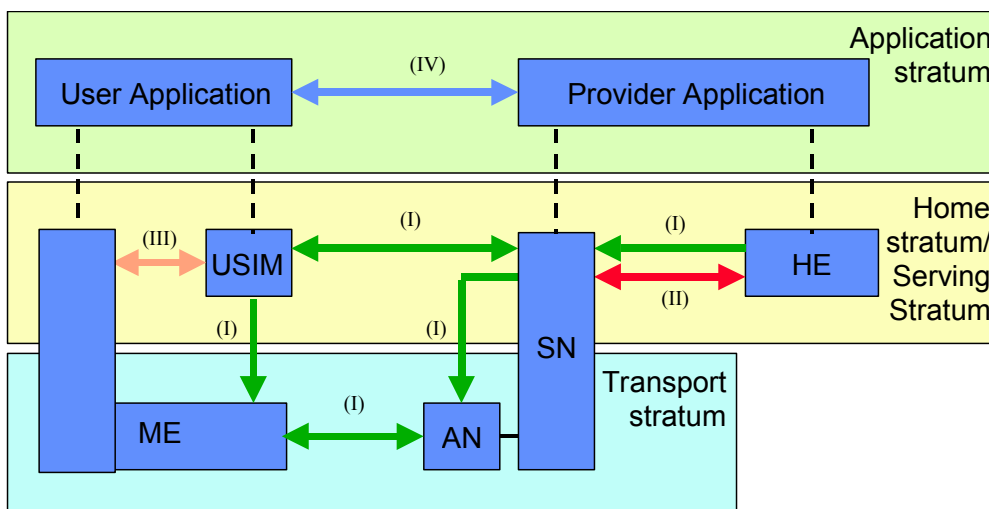 Application
stratum
(IV)
User Application
Provider Application
Home
stratum/
Serving
Stratum
(I)
(I)
(III)
USIM
HE
(II)
(I)
(I)
SN
Transport
stratum
(I)
ME
AN